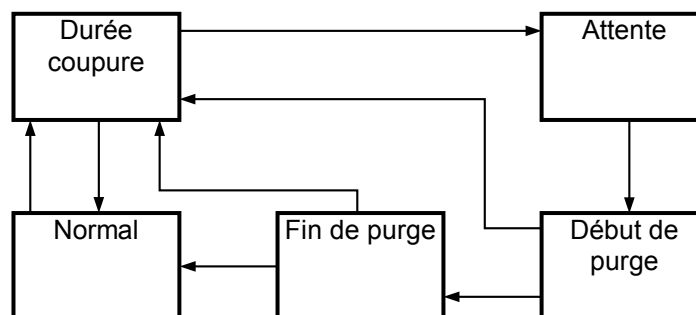 Durée
coupure
Attente
Normal
Fin de purge
Début de
purge